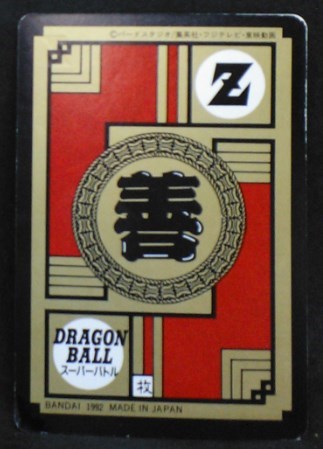 ©バードスタジオ/集英社・フジテレビ・東映動画
Z
善
DRAGON
BALL
スーパーバトル
枚
BANDAI 1992 MADE IN JAPAN